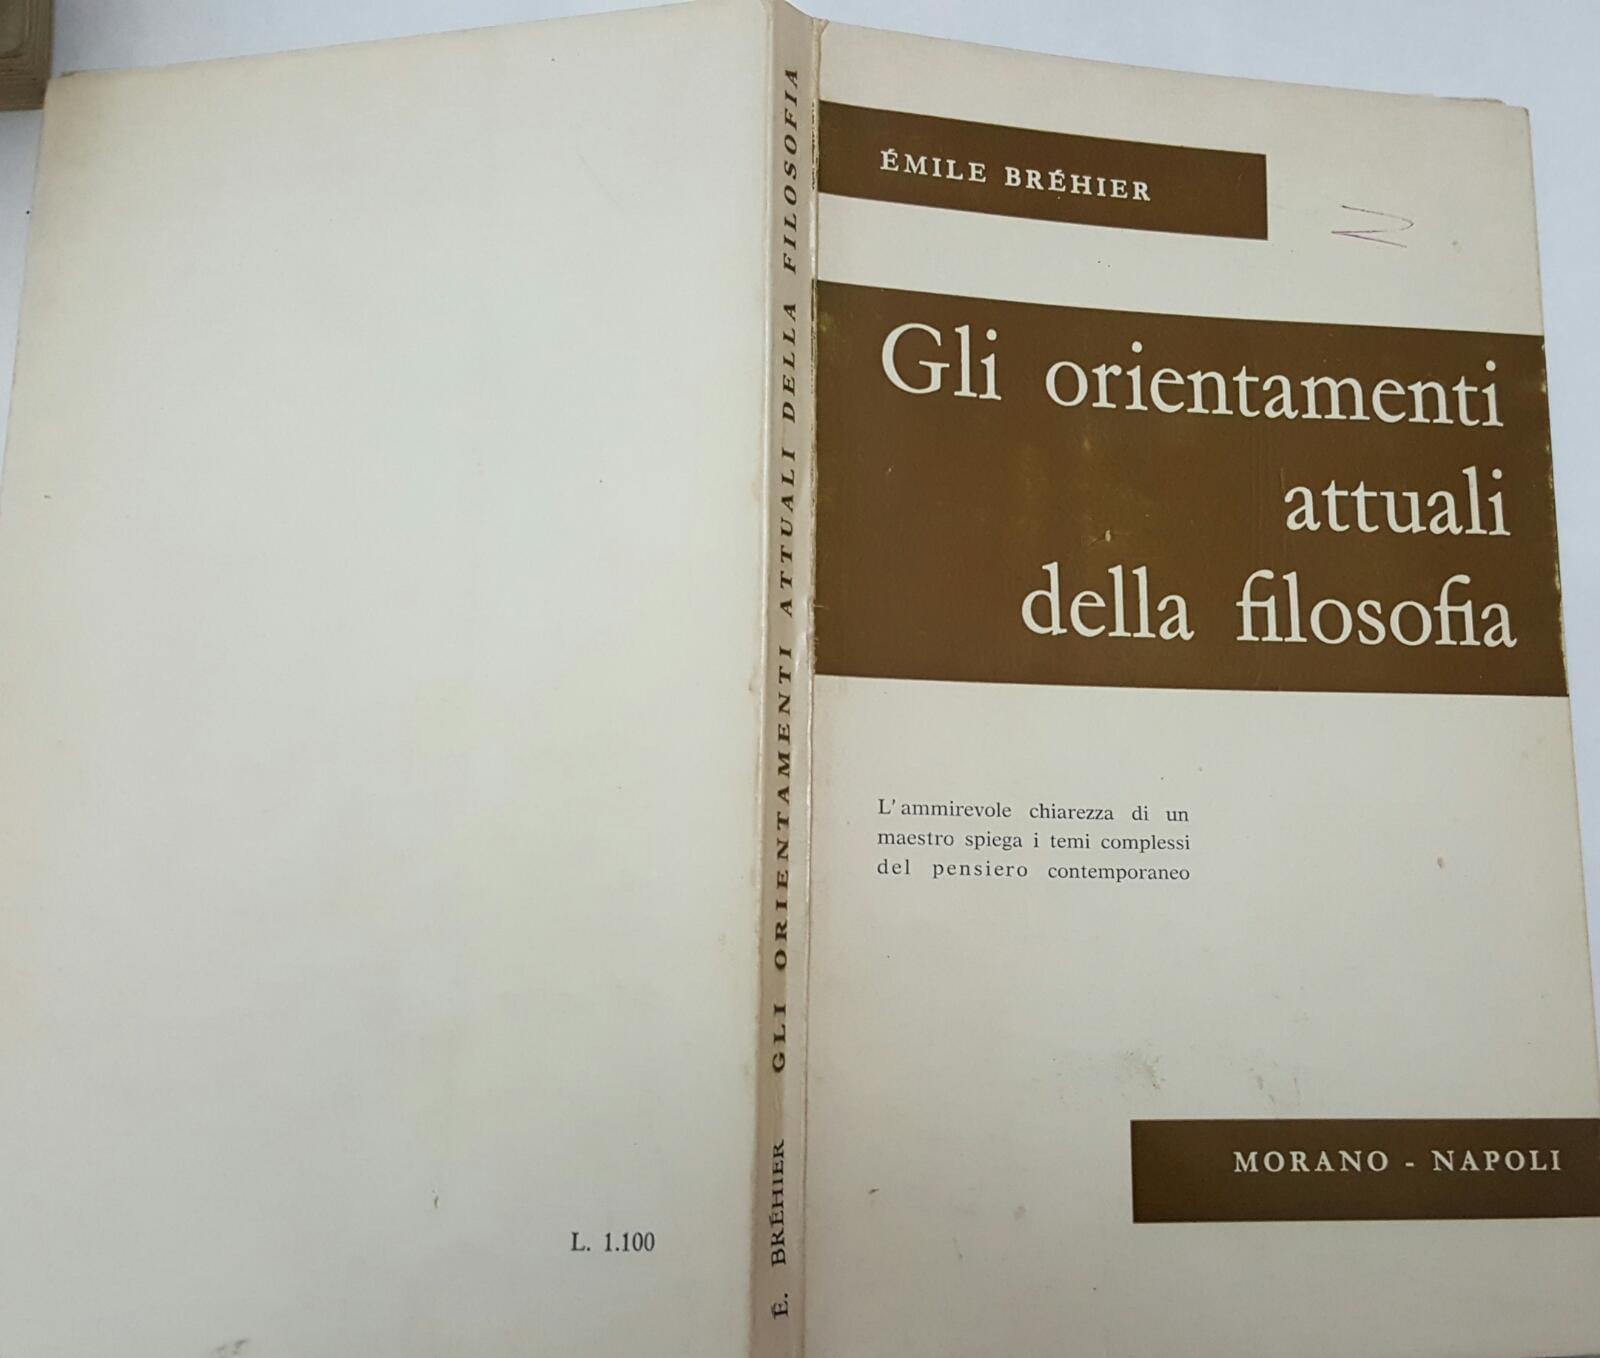 ÉMILE BRÉHIER
Gli orientamenti
attuali
della filosofia
L'ammirevole chiarezza di un
maestro spiega i temi complessi
del pensiero contemporaneo
MORANO - NAPOLI
É. BRÉHIER GLI ORIENTAMENTI ATTUALI DELLA FILOSOFIA
L. 1.100